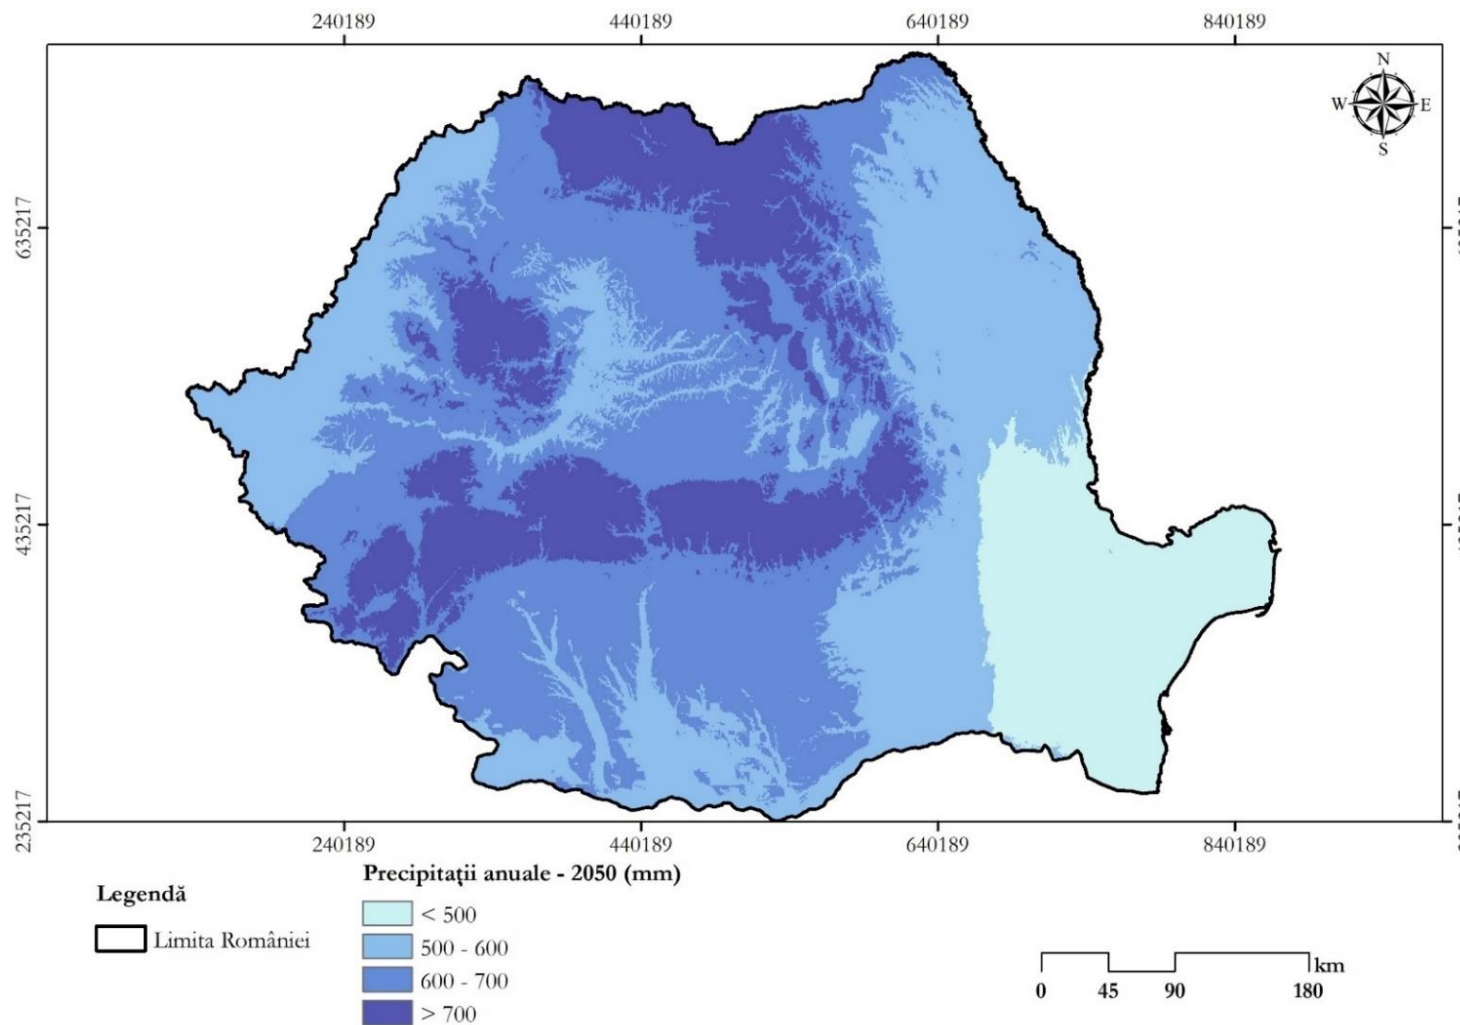 240189 440189 640189 840189
N
W E
S
635217
435217
235217
240189 440189 640189 840189
Precipitații anuale - 2050 (mm)
Legendă
Limita României
< 500
500 - 600
600 - 700
> 700
km
0 45 90 180